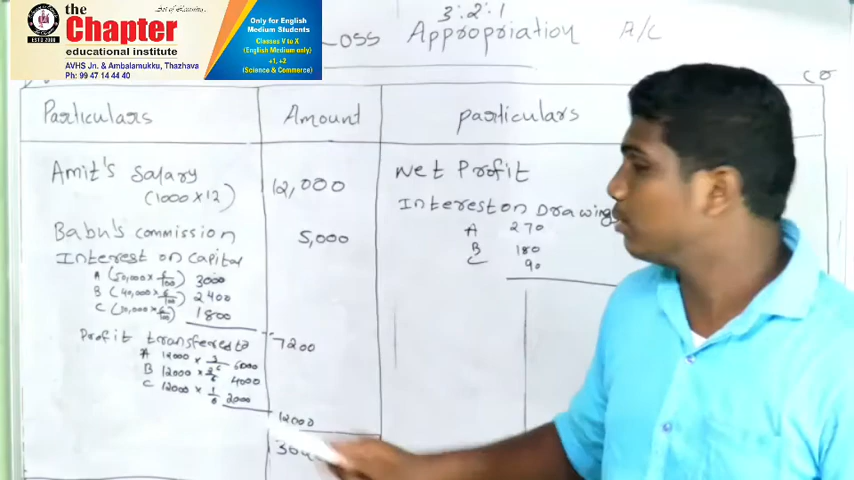 the
Chapter
educational institute
AVHS Jn. & Ambalamukku, Thazhava
Ph: 99 47 14 44 40
ESTD 2008
Only for English
Medium Students
Classes V to X
(English Medium only)
+1, +2
(Science & Commerce)
3:2:1
Loss Appropriation A/C
Particulars Amount particulars
Amit's Salary
(1000 x 12) 12,000
Babu's commission 5,000
Interest on Capital
A (50,000 x 6/100) 3000
B (40,000 x 6/100) 2400
C (30,000 x 6/100) 1800
7200
Profit transfered to
A 12000 x 3/6 6000
B 12000 x 2/6 4000
C 12000 x 1/6 2000
12000
Net Profit
Interest on Drawing
A 270
B 180
C 90